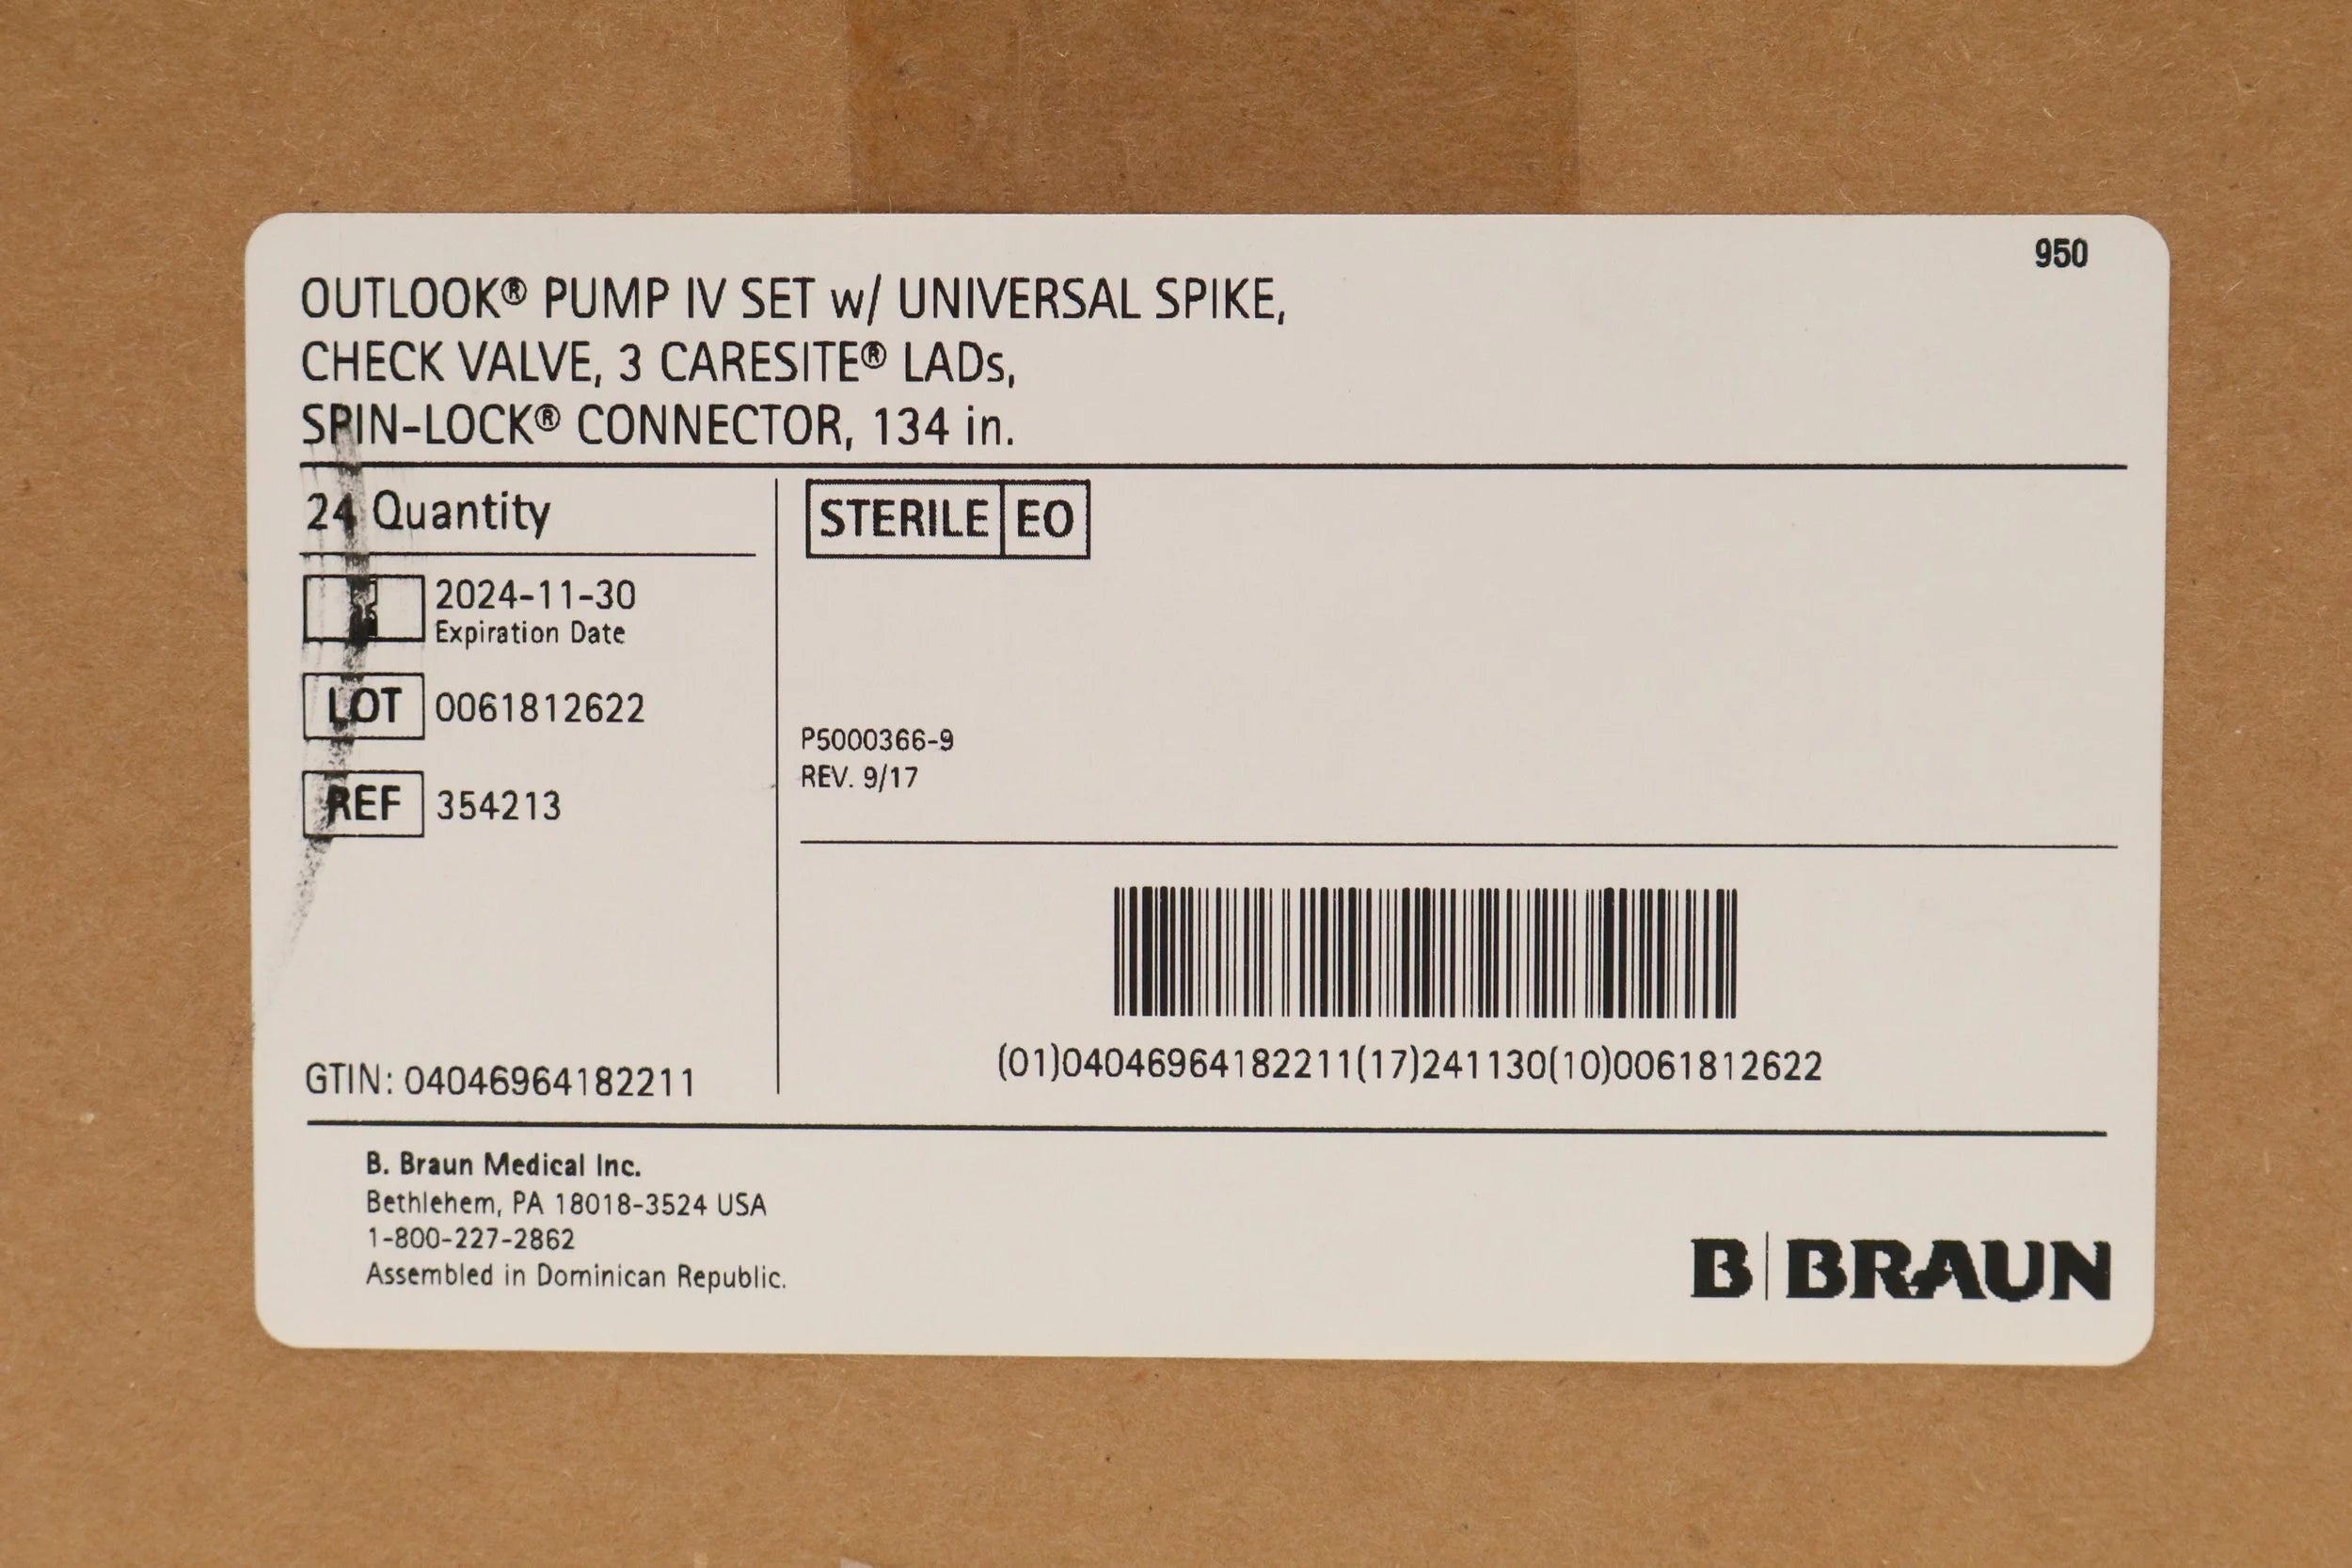 950
OUTLOOK® PUMP IV SET w/ UNIVERSAL SPIKE,
CHECK VALVE, 3 CARESITE® LADs,
SPIN-LOCK® CONNECTOR, 134 in.
24 Quantity
2024-11-30
Expiration Date
LOT 0061812622
REF 354213
GTIN: 04046964182211
STERILE EO
P5000366-9
REV. 9/17
(01)04046964182211(17)241130(10)0061812622
B. Braun Medical Inc.
Bethlehem, PA 18018-3524 USA
1-800-227-2862
Assembled in Dominican Republic.
B|BRAUN